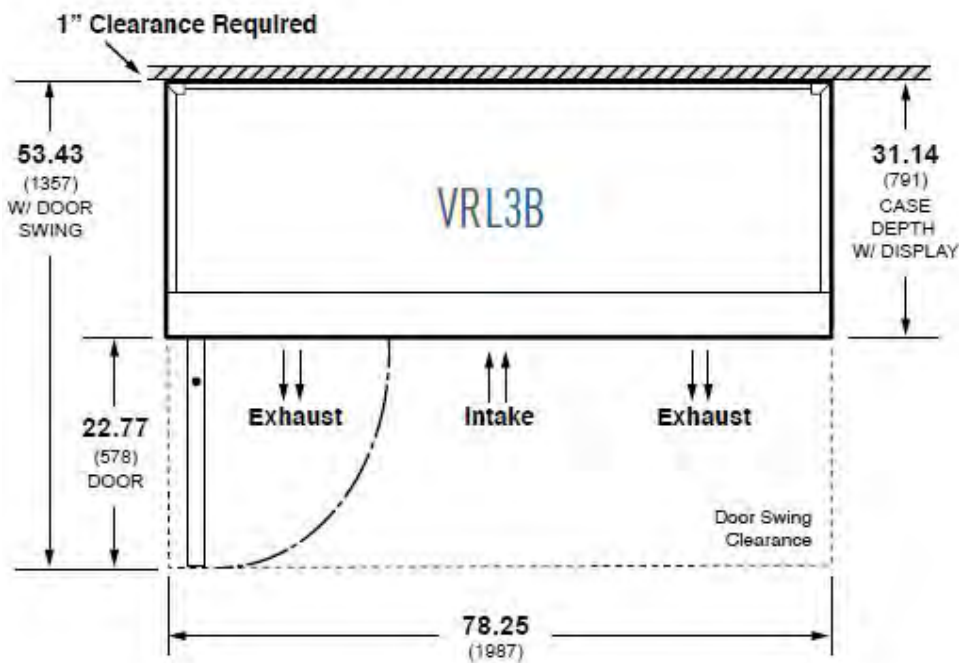 1” Clearance Required
53.43
(1357)
W/ DOOR
SWING
31.14
(791)
CASE
DEPTH
W/ DISPLAY
VRL3B
Exhaust
Intake
Exhaust
22.77
(578)
DOOR
Door Swing
Clearance
78.25
(1987)